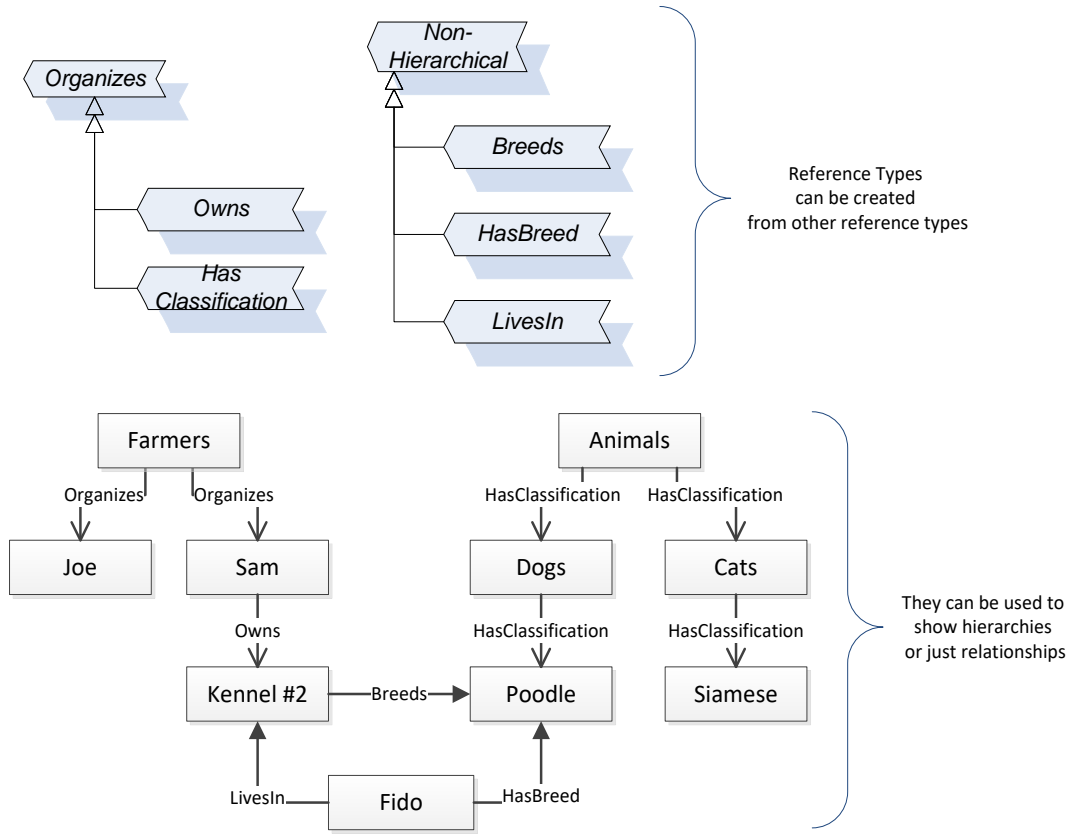 Organizes
Owns
Has
Classification
Non-
Hierarchical
Breeds
HasBreed
LivesIn
Reference Types
can be created
from other reference types
Farmers
Organizes
Organizes
Joe
Sam
Owns
Kennel #2
Breeds
LivesIn
Fido
HasBreed
Animals
HasClassification
HasClassification
Dogs
Cats
HasClassification
HasClassification
Poodle
Siamese
They can be used to
show hierarchies
or just relationships